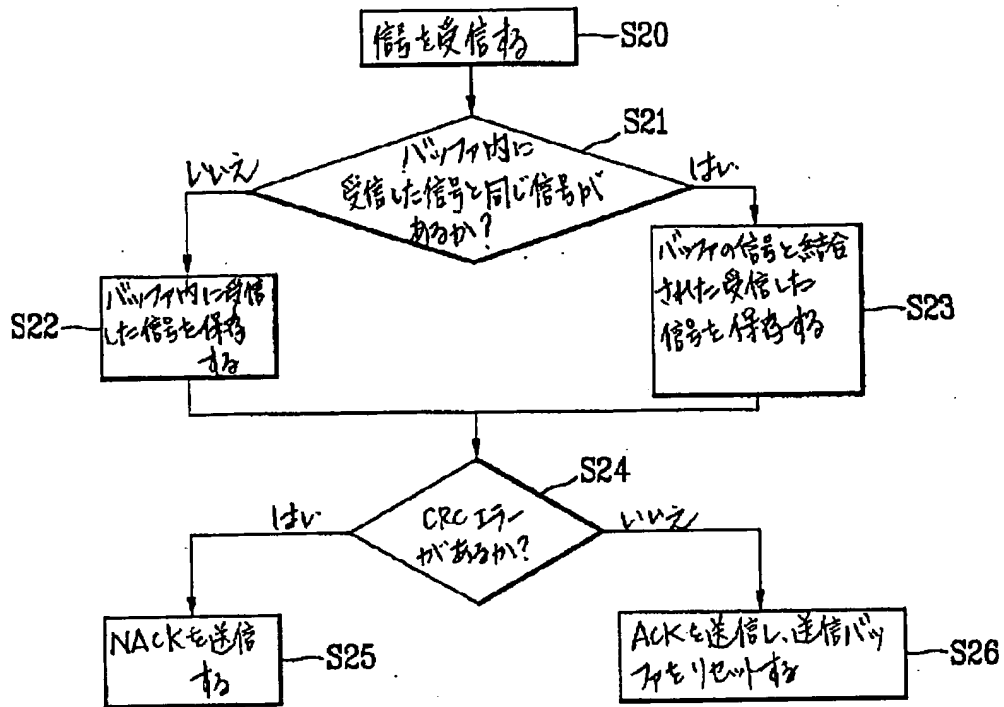 信号を受信する
S20
S21
バッファ内に
受信した信号と同じ信号が
あるか?
いいえ
はい
バッファ内に受信
した信号を保存
する
S22
バッファの信号と結合
された受信した
信号を保存する
S23
S24
CRCエラー
があるか?
はい
いいえ
NACKを送信
する
S25
ACKを送信し、送信バッ
ファをリセットする
S26